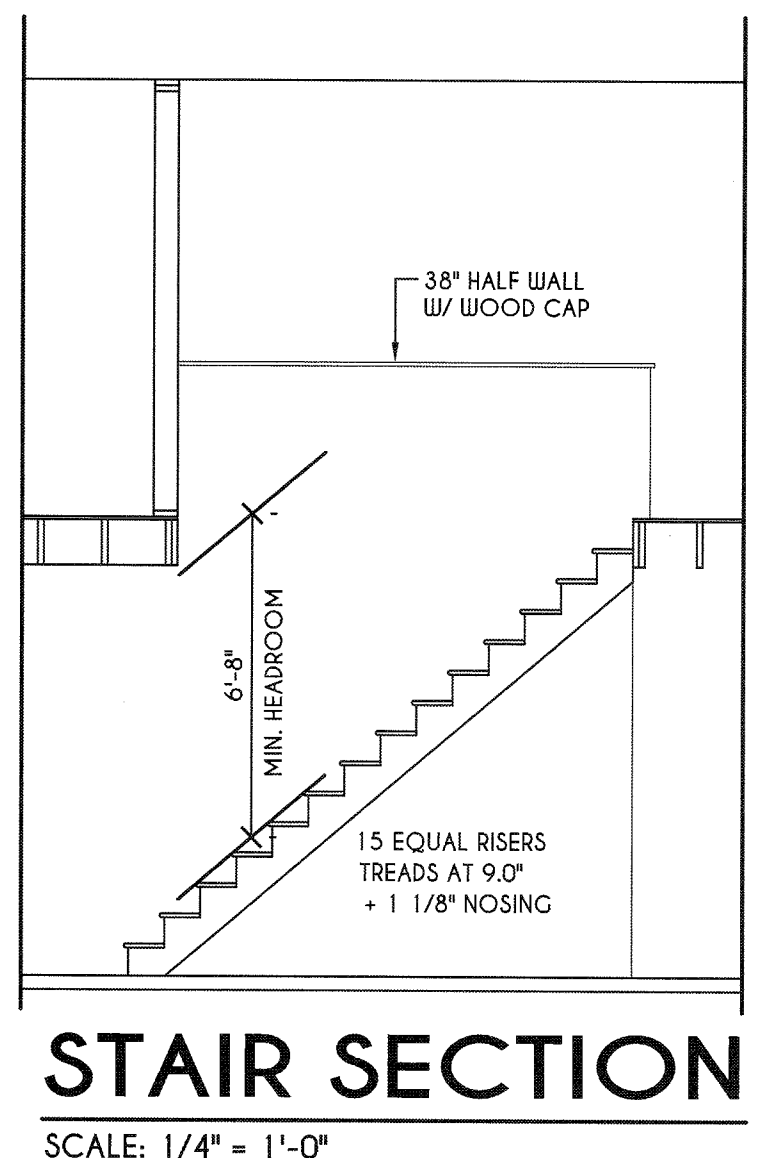 38" HALF WALL
W/ WOOD CAP
6'-8"
MIN. HEADROOM
15 EQUAL RISERS
TREADS AT 9.0"
+ 1 1/8" NOSING
STAIR SECTION
SCALE: 1/4" = 1'-0"